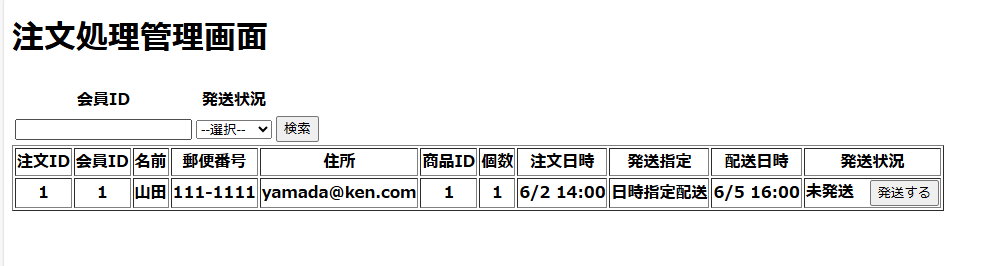 注文処理管理画面
会員ID 発送状況
--選択-- 検索
注文ID 会員ID 名前 郵便番号 住所 商品ID 個数 注文日時 発送指定 配送日時 発送状況
1 1 山田 111-1111 yamada@ken.com 1 1 6/2 14:00 日時指定配送 6/5 16:00 未発送 発送する